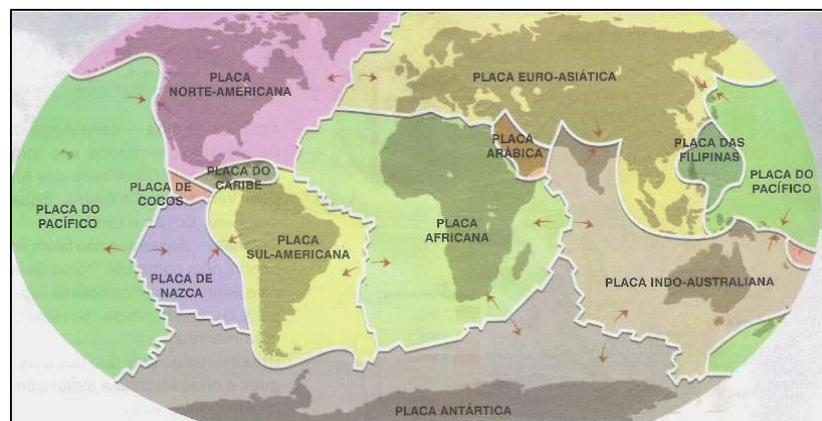 PLACA
NORTE-AMERICANA
PLACA EURO-ASIÁTICA
PLACA
ARÁBICA
PLACA DAS
FILIPINAS
PLACA DO
CARIBE
PLACA DE
COCOS
PLACA DO
PACÍFICO
PLACA DO
PACÍFICO
PLACA
SUL-AMERICANA
PLACA
AFRICANA
PLACA DE
NAZCA
PLACA INDO-AUSTRALIANA
PLACA ANTÁRTICA